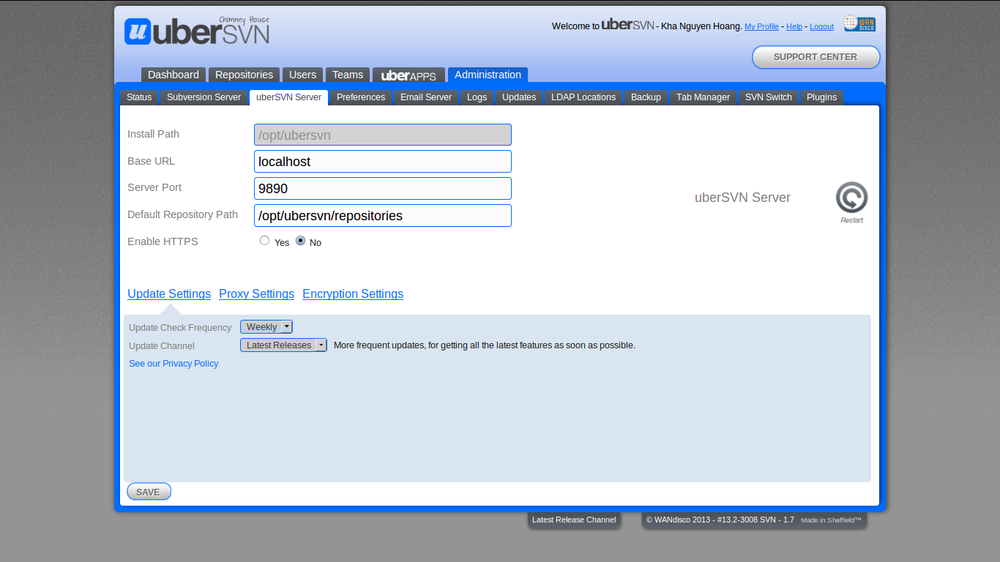 Chimney House
u uberSVN
Welcome to uberSVN - Kha Nguyen Hoang. My Profile - Help - Logout
WAN DISCO
SUPPORT CENTER
Dashboard Repositories Users Teams uberAPPS Administration
Status Subversion Server uberSVN Server Preferences Email Server Logs Updates LDAP Locations Backup Tab Manager SVN Switch Plugins
Install Path /opt/ubersvn
Base URL localhost
Server Port 9890
uberSVN Server
Restart
Default Repository Path /opt/ubersvn/repositories
Enable HTTPS Yes No
Update Settings Proxy Settings Encryption Settings
Update Check Frequency Weekly
Update Channel Latest Releases More frequent updates, for getting all the latest features as soon as possible.
See our Privacy Policy
SAVE
Latest Release Channel © WANdisco 2013 - #13.2-3008 SVN - 1.7 Made in Sheffield™